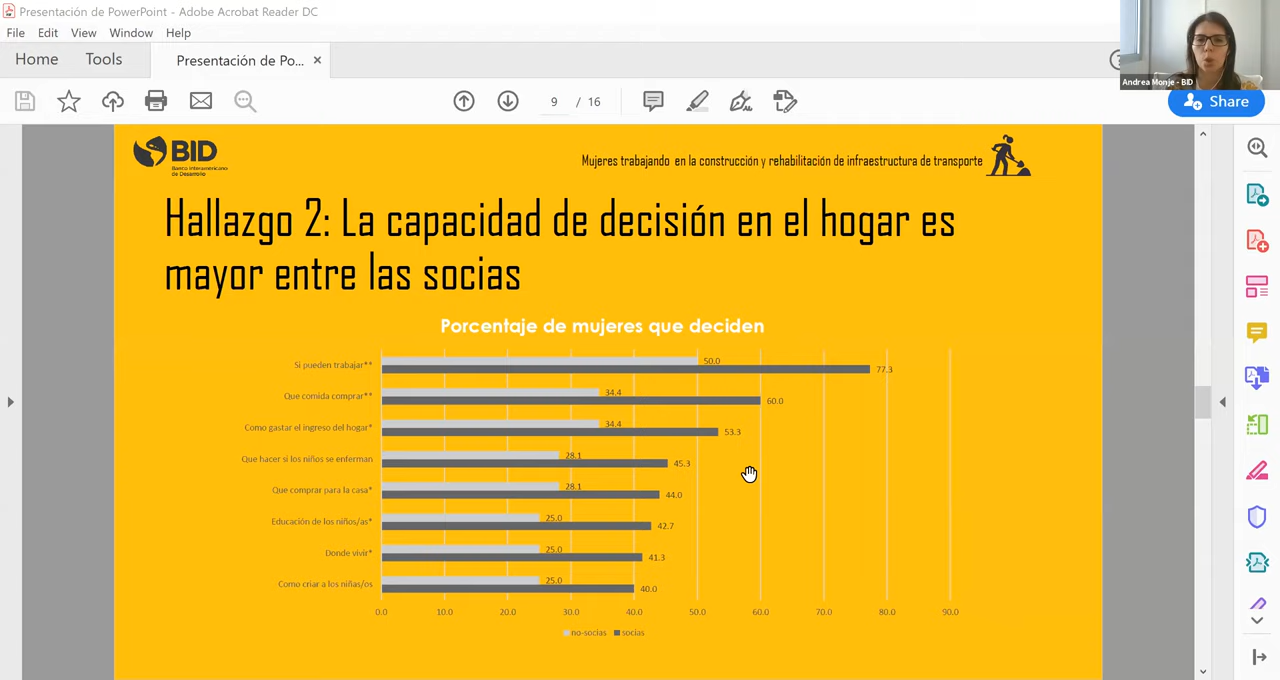 Presentación de PowerPoint - Adobe Acrobat Reader DC
File Edit View Window Help
Home Tools Presentación de Po... ×
9 / 16
Share
Andrea Monje - BID
BID
Banco Interamericano
de Desarrollo
Mujeres trabajando en la construcción y rehabilitación de infraestructura de transporte
Hallazgo 2: La capacidad de decisión en el hogar es
mayor entre las socias
Porcentaje de mujeres que deciden
Si pueden trabajar** 50.0 77.3
Que comida comprar** 34.4 60.0
Como gastar el ingreso del hogar* 34.4 53.3
Que hacer si los niños se enferman 28.1 45.3
Que comprar para la casa* 28.1 44.0
Educación de los niños/as* 25.0 42.7
Donde vivir* 25.0 41.3
Como criar a los niñas/os 25.0 40.0
0.0 10.0 20.0 30.0 40.0 50.0 60.0 70.0 80.0 90.0
no-socias socias